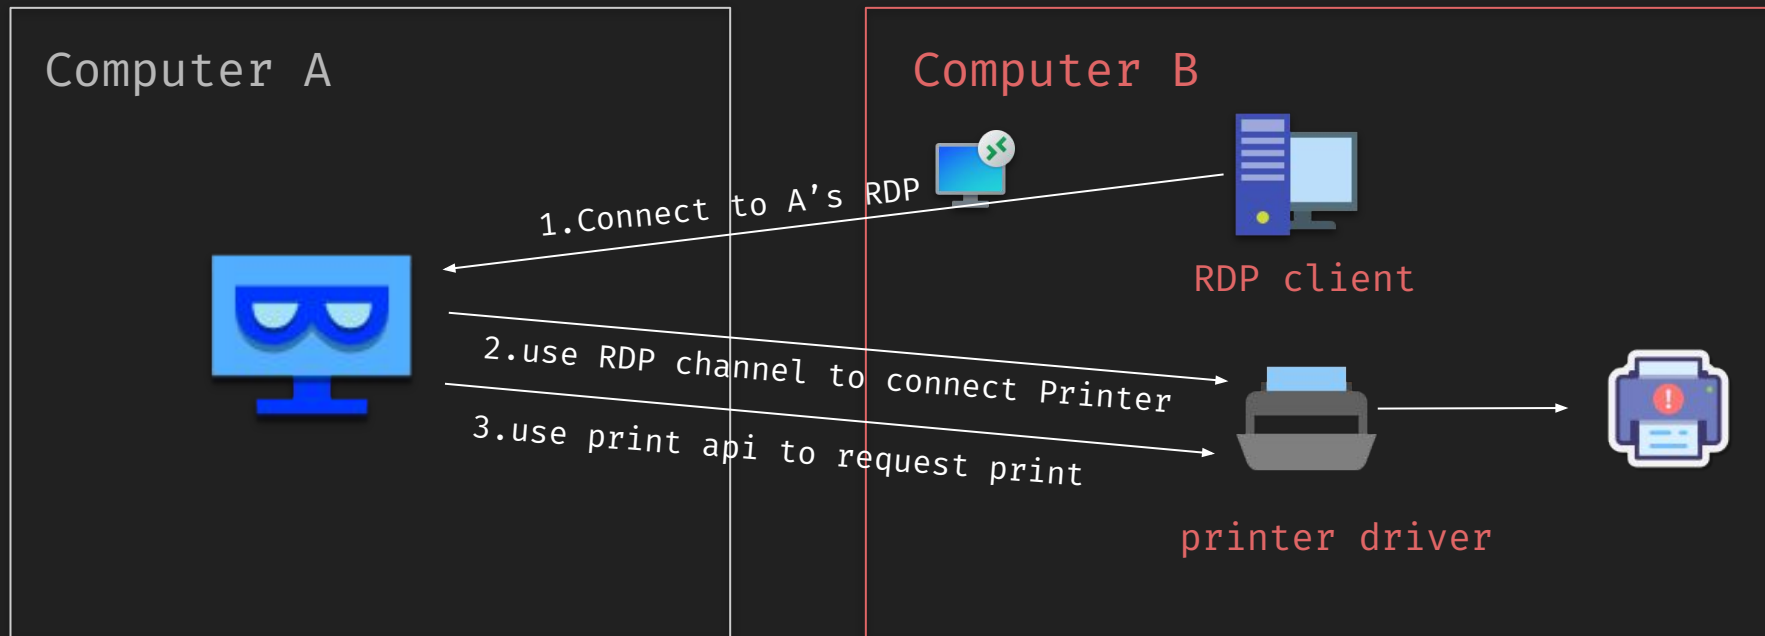 Computer A
Computer B
1.Connect to A’s RDP
RDP client
2.use RDP channel to connect Printer
3.use print api to request print
printer driver